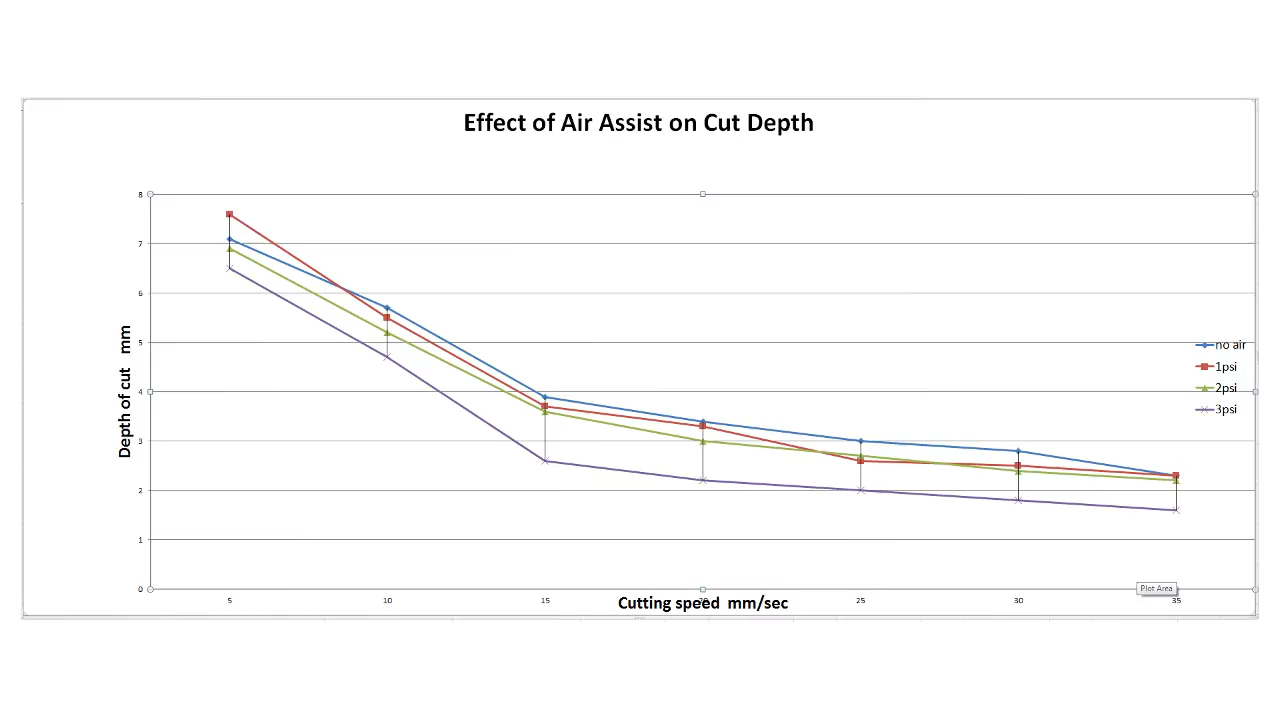 Effect of Air Assist on Cut Depth
8
7
6
5
4
3
2
1
0
Depth of cut mm
no air
1psi
2psi
3psi
Plot Area
5 10 15 25 30 35
Cutting speed mm/sec